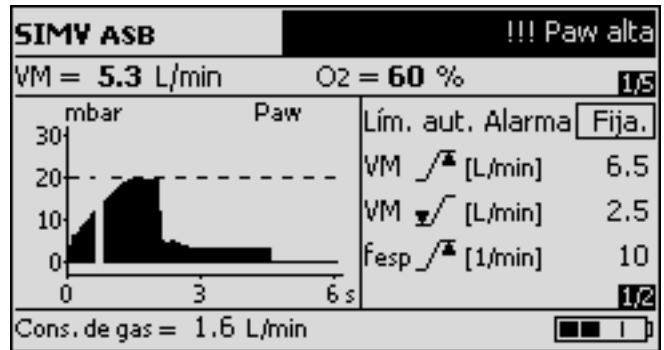 SIMV ASB
!!! Paw alta
VM = 5.3 L/min O2 = 60 %
1/5
mbar Paw
30
20
10
0
0 3 6 s
Lím. aut. Alarma Fija.
VM [L/min] 6.5
VM [L/min] 2.5
fesp [1/min] 10
1/2
Cons. de gas = 1.6 L/min